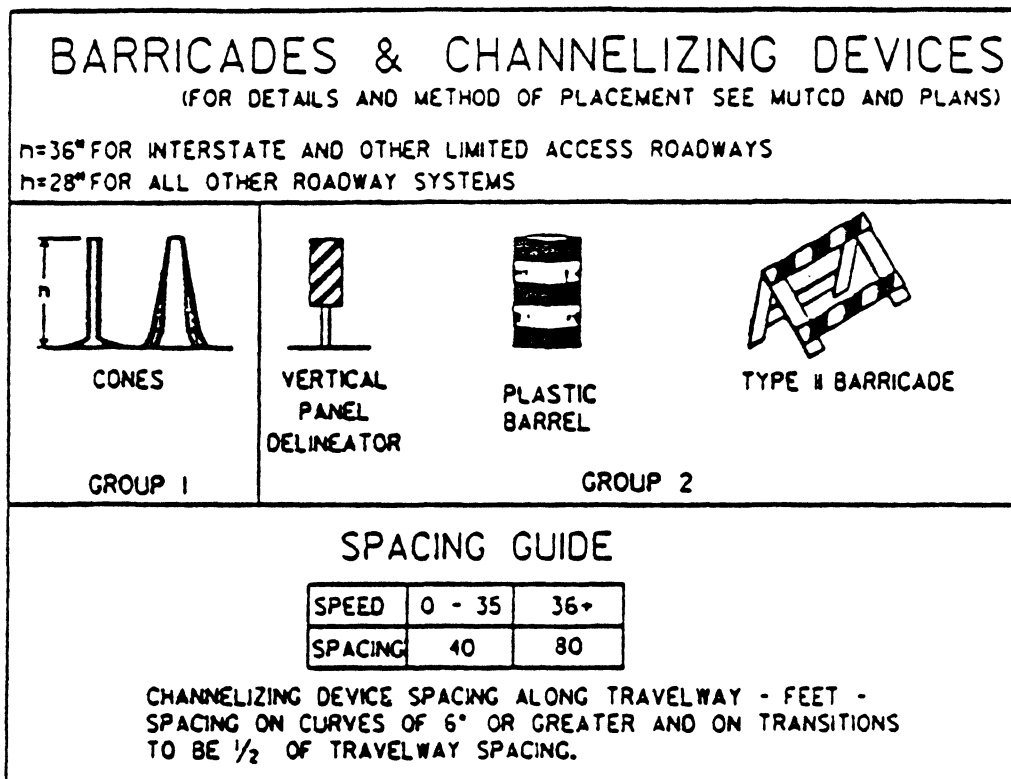 BARRICADES & CHANNELIZING DEVICES
(FOR DETAILS AND METHOD OF PLACEMENT SEE MUTCD AND PLANS)
h=36" FOR INTERSTATE AND OTHER LIMITED ACCESS ROADWAYS
h=28" FOR ALL OTHER ROADWAY SYSTEMS
h
CONES
GROUP 1
VERTICAL
PANEL
DELINEATOR
PLASTIC
BARREL
TYPE II BARRICADE
GROUP 2
SPACING GUIDE
SPEED 0 - 35 36+
SPACING 40 80
CHANNELIZING DEVICE SPACING ALONG TRAVELWAY - FEET -
SPACING ON CURVES OF 6° OR GREATER AND ON TRANSITIONS
TO BE 1/2 OF TRAVELWAY SPACING.